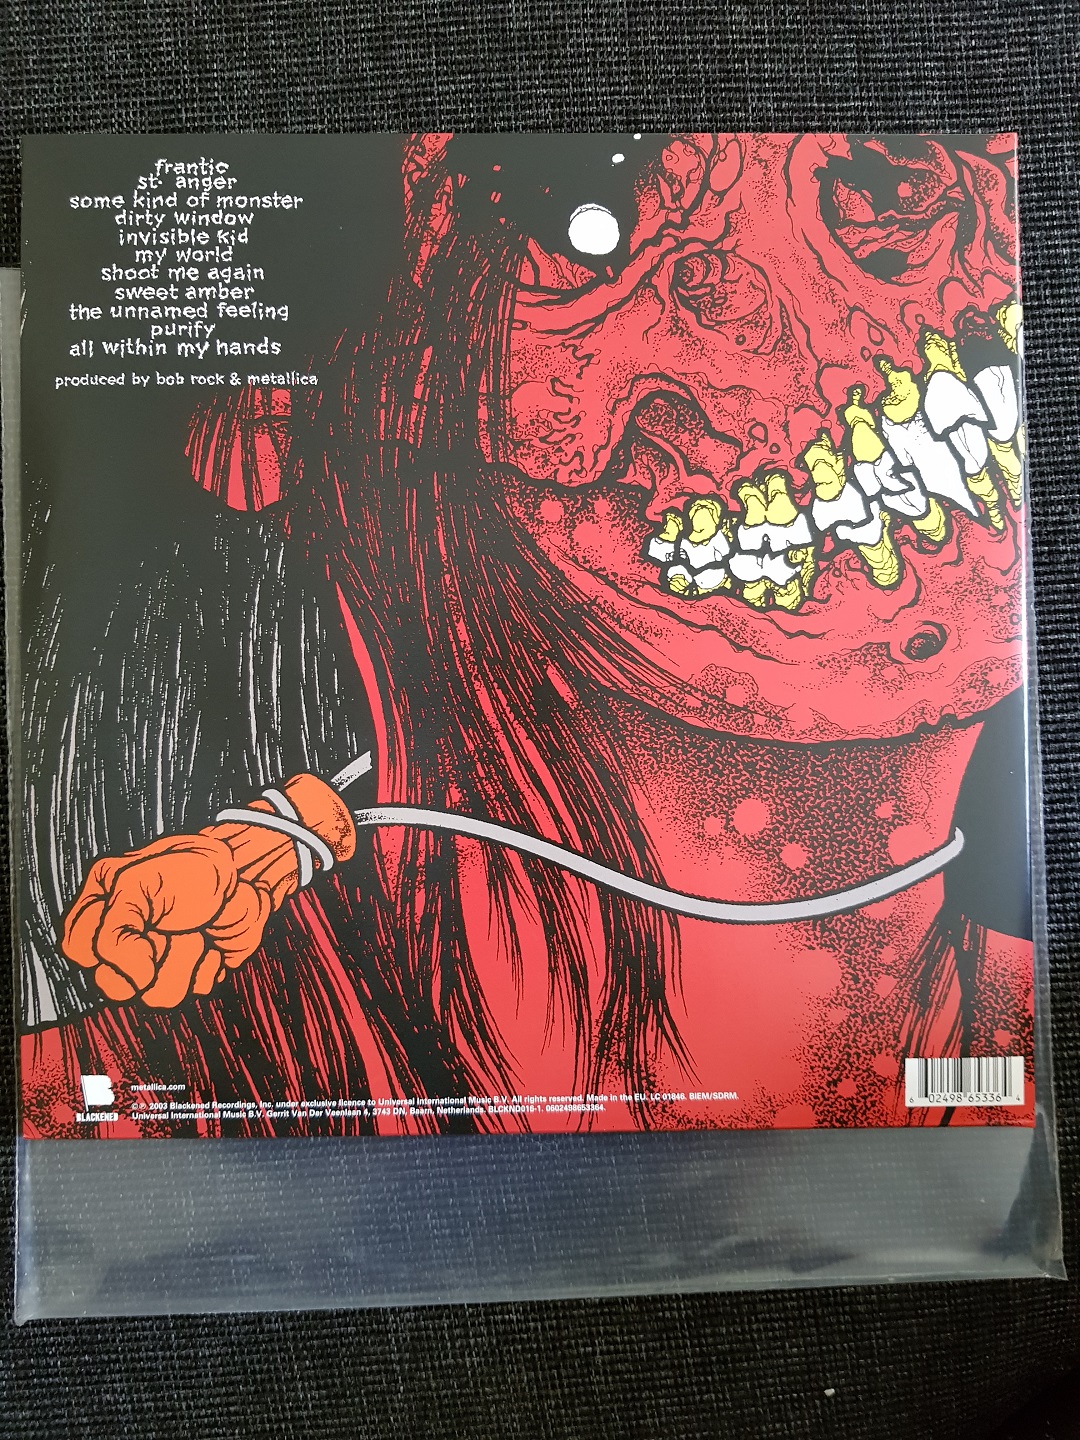 frantic
st. anger
some kind of monster
dirty window
invisible kid
my world
shoot me again
sweet amber
the unnamed feeling
purify
all within my hands
produced by bob rock & metallica
metallica.com
BLACKENED
©℗ 2003 Blackened Recordings, Inc. under exclusive licence to Universal International Music B.V. All rights reserved. Made in the EU. LC 01846. BIEM/SDRM.
Universal International Music B.V. Gerrit Van Der Veenlaan 4, 3743 DN, Baarn, Netherlands. BLCKND016-1. 0602498653364.
6 02498 65336 4